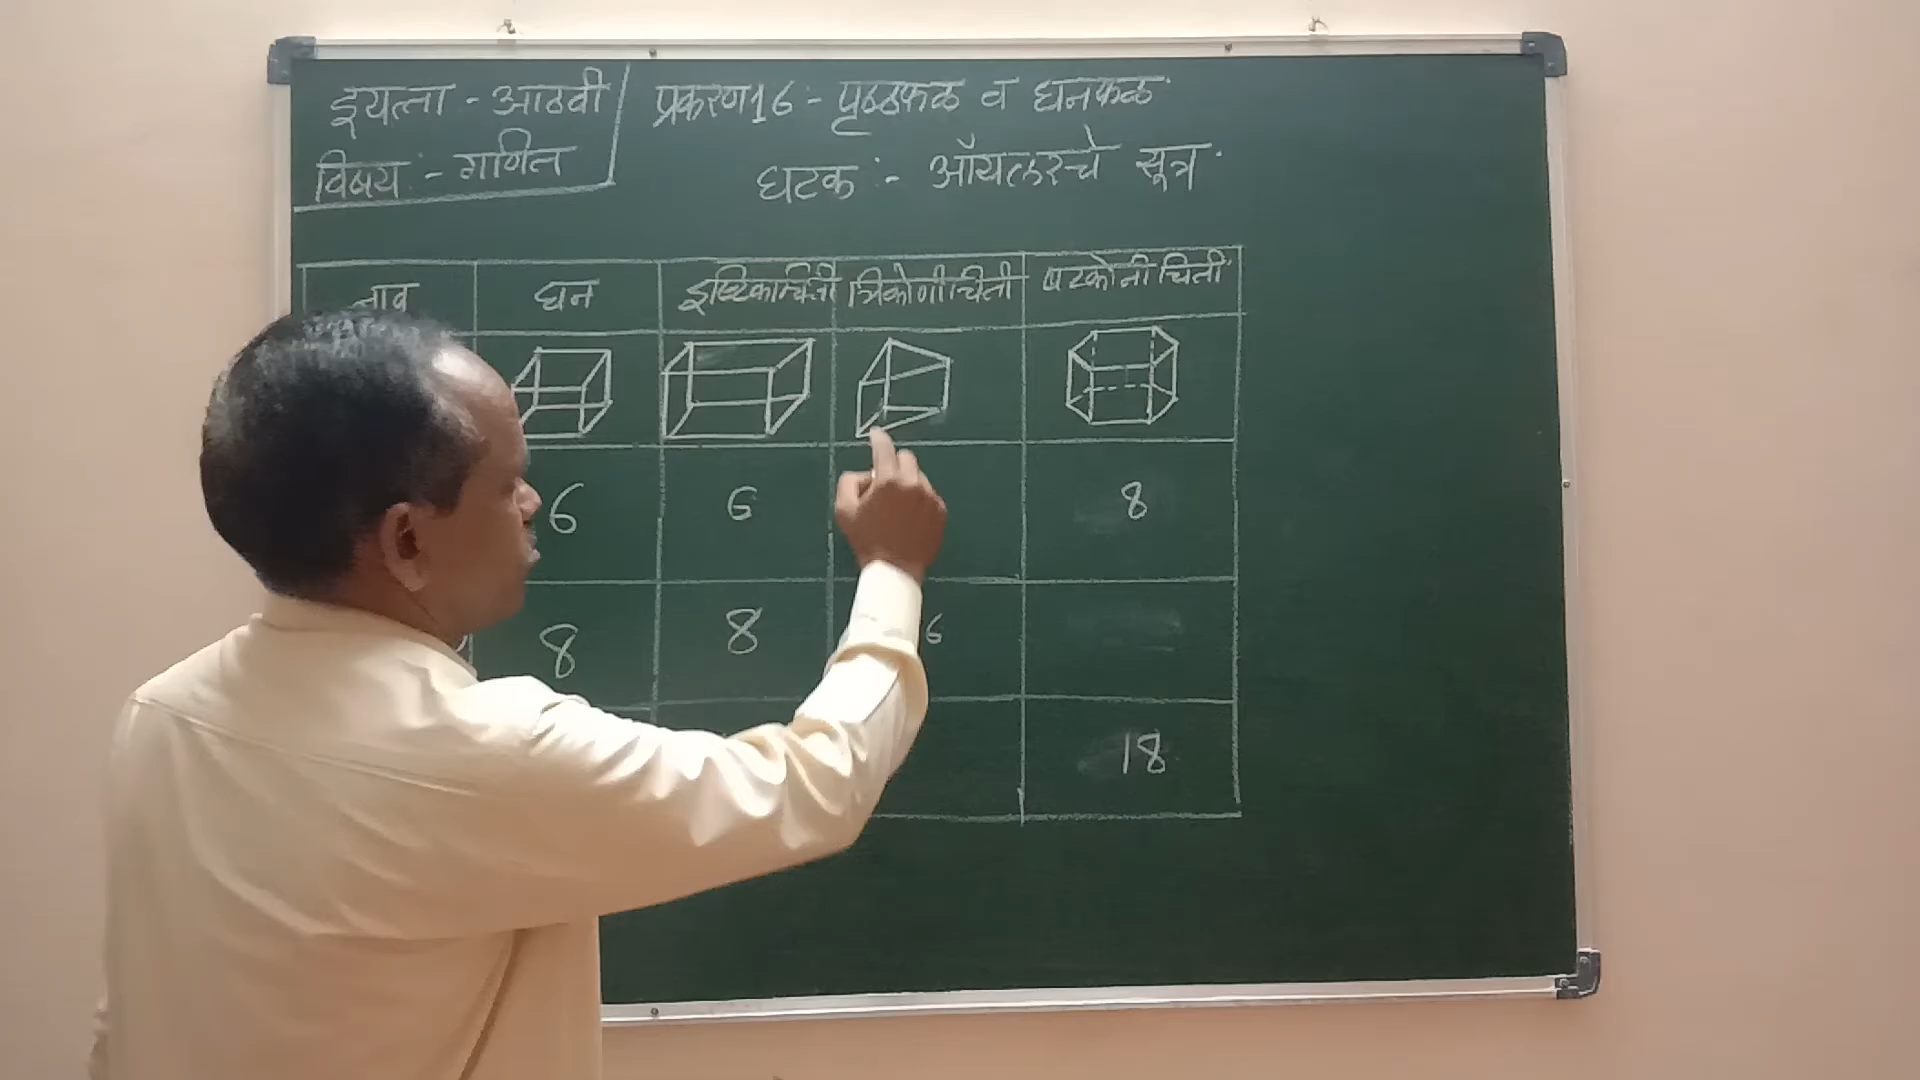 इयत्ता - आठवी
विषय :- गणित
प्रकरण 16 - पृष्ठफळ व घनफळ
घटक :- ऑयलरचे सूत्र.
नाव घन इष्टिकाचिती त्रिकोणी चिती षटकोनी चिती
6 6 8
8 8 6
18